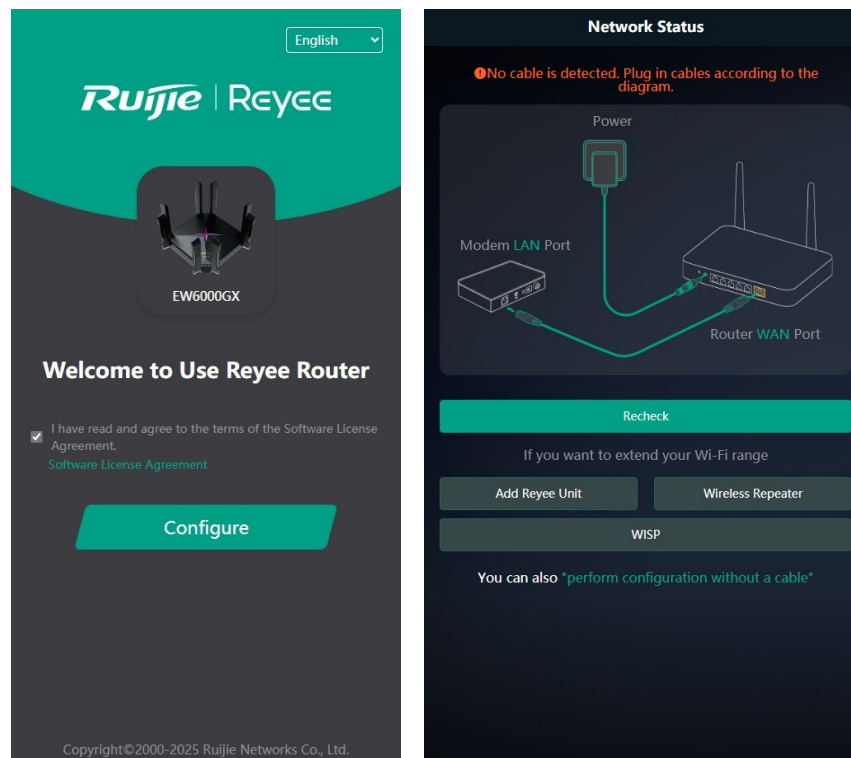 English
Ruijie | Reyee
EW6000GX
Welcome to Use Reyee Router
I have read and agree to the terms of the Software License
Agreement.
Software License Agreement
Configure
Copyright©2000-2025 Ruijie Networks Co., Ltd.
Network Status
No cable is detected. Plug in cables according to the
diagram.
Power
Modem LAN Port
Router WAN Port
Recheck
If you want to extend your Wi-Fi range
Add Reyee Unit
Wireless Repeater
WISP
You can also "perform configuration without a cable"